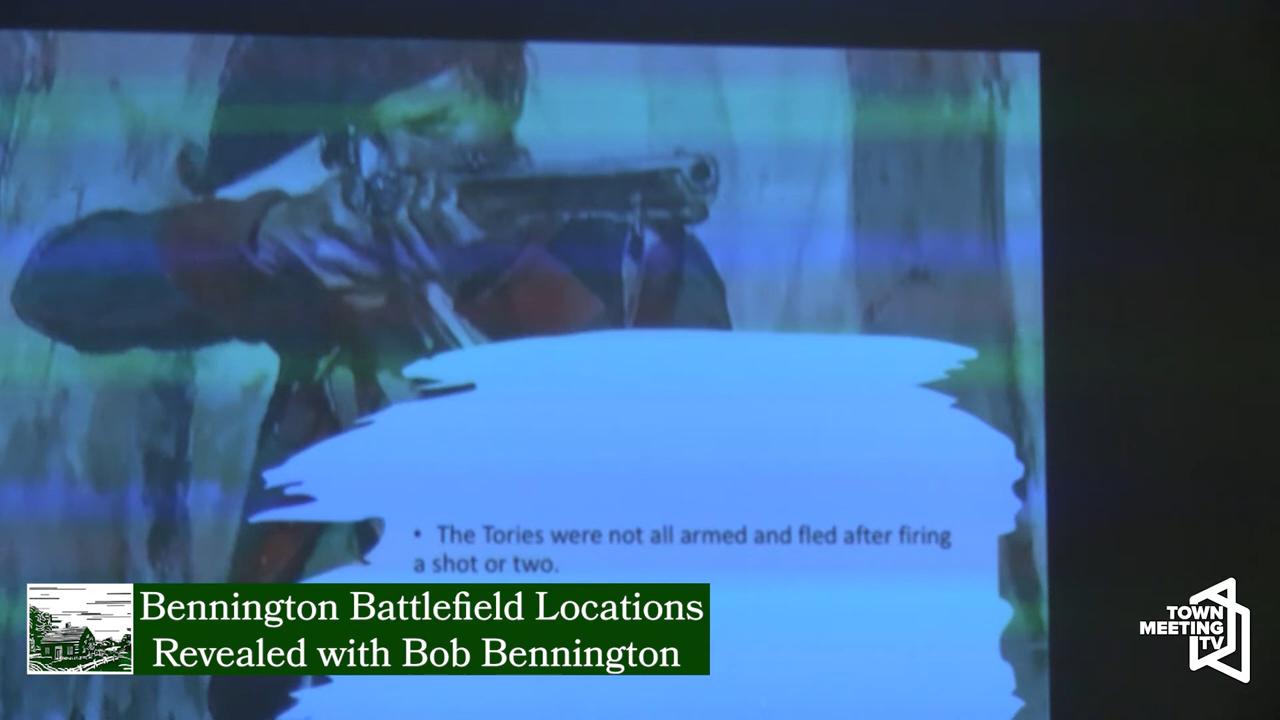 • The Tories were not all armed and fled after firing
a shot or two.
Bennington Battlefield Locations
Revealed with Bob Bennington
TOWN
MEETING
TV